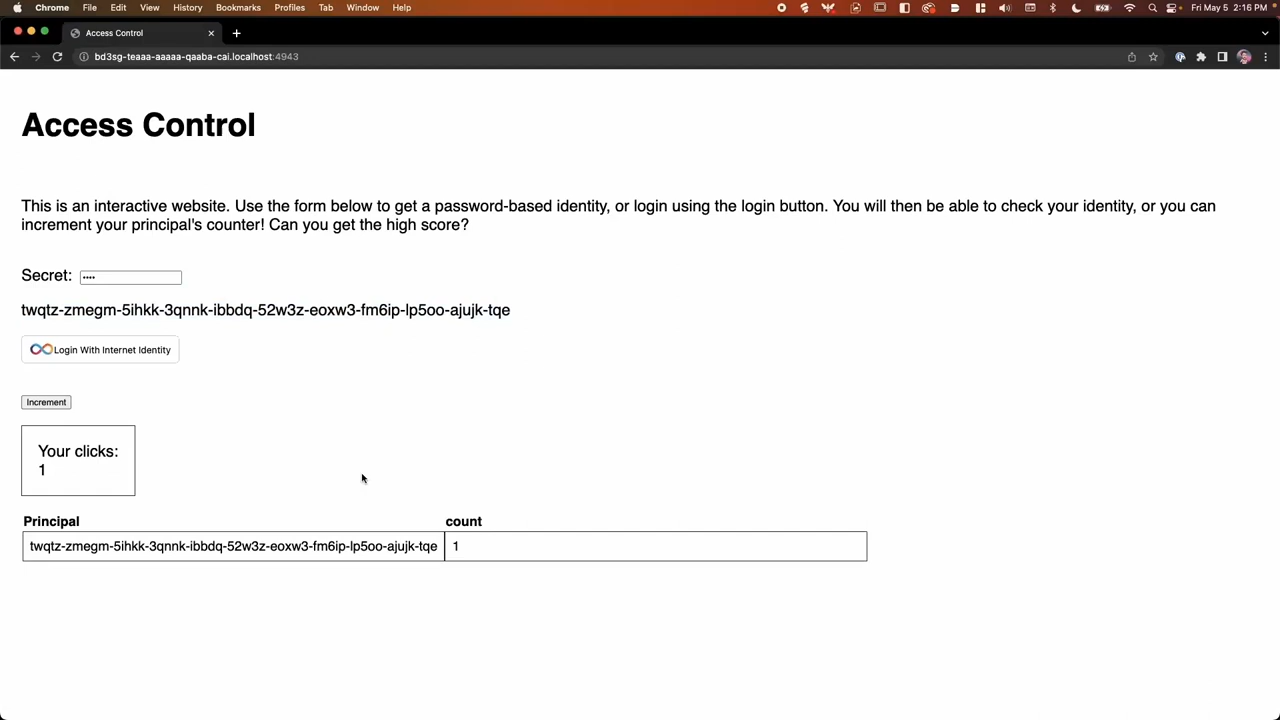 Chrome File Edit View History Bookmarks Profiles Tab Window Help Fri May 5 2:16 PM
Access Control
bd3sg-teaaa-aaaaa-qaaba-cai.localhost:4943
Access Control
This is an interactive website. Use the form below to get a password-based identity, or login using the login button. You will then be able to check your identity, or you can
increment your principal's counter! Can you get the high score?
Secret: ••••
twqtz-zmegm-5ihkk-3qnnk-ibbdq-52w3z-eoxw3-fm6ip-lp5oo-ajujk-tqe
Login With Internet Identity
Increment
Your clicks:
1
Principal count
twqtz-zmegm-5ihkk-3qnnk-ibbdq-52w3z-eoxw3-fm6ip-lp5oo-ajujk-tqe 1